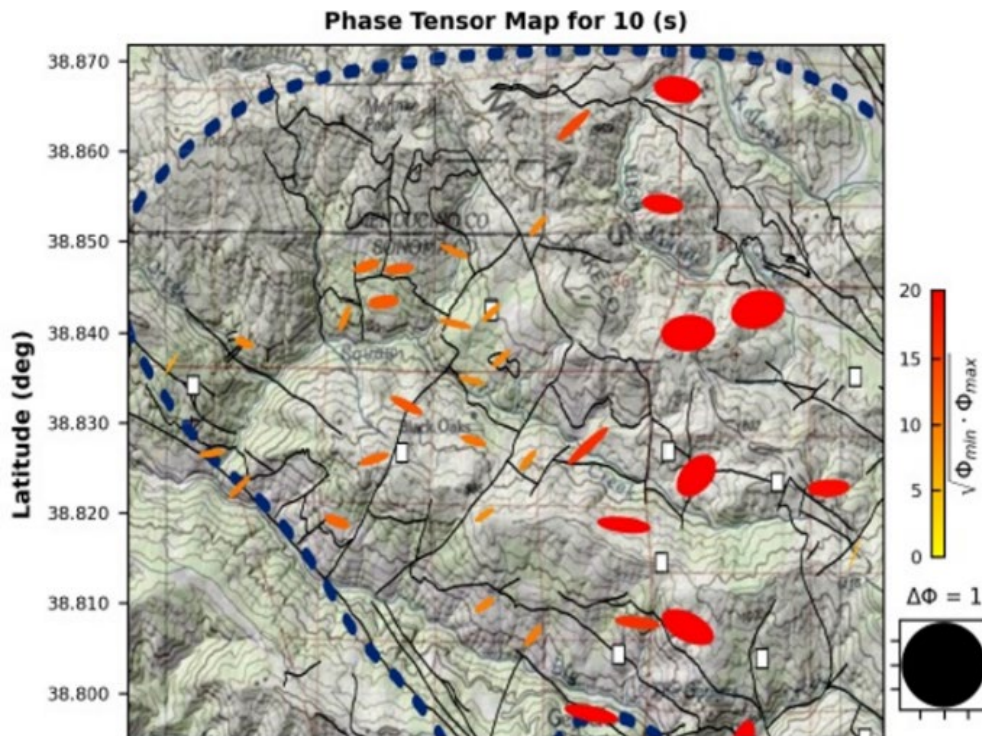 Phase Tensor Map for 10 (s)
38.870
38.860
38.850
38.840
38.830
38.820
38.810
38.800
Latitude (deg)
SONOMA
Black Oaks
20
15
10
5
0
√Φmin · Φmax
ΔΦ = 1